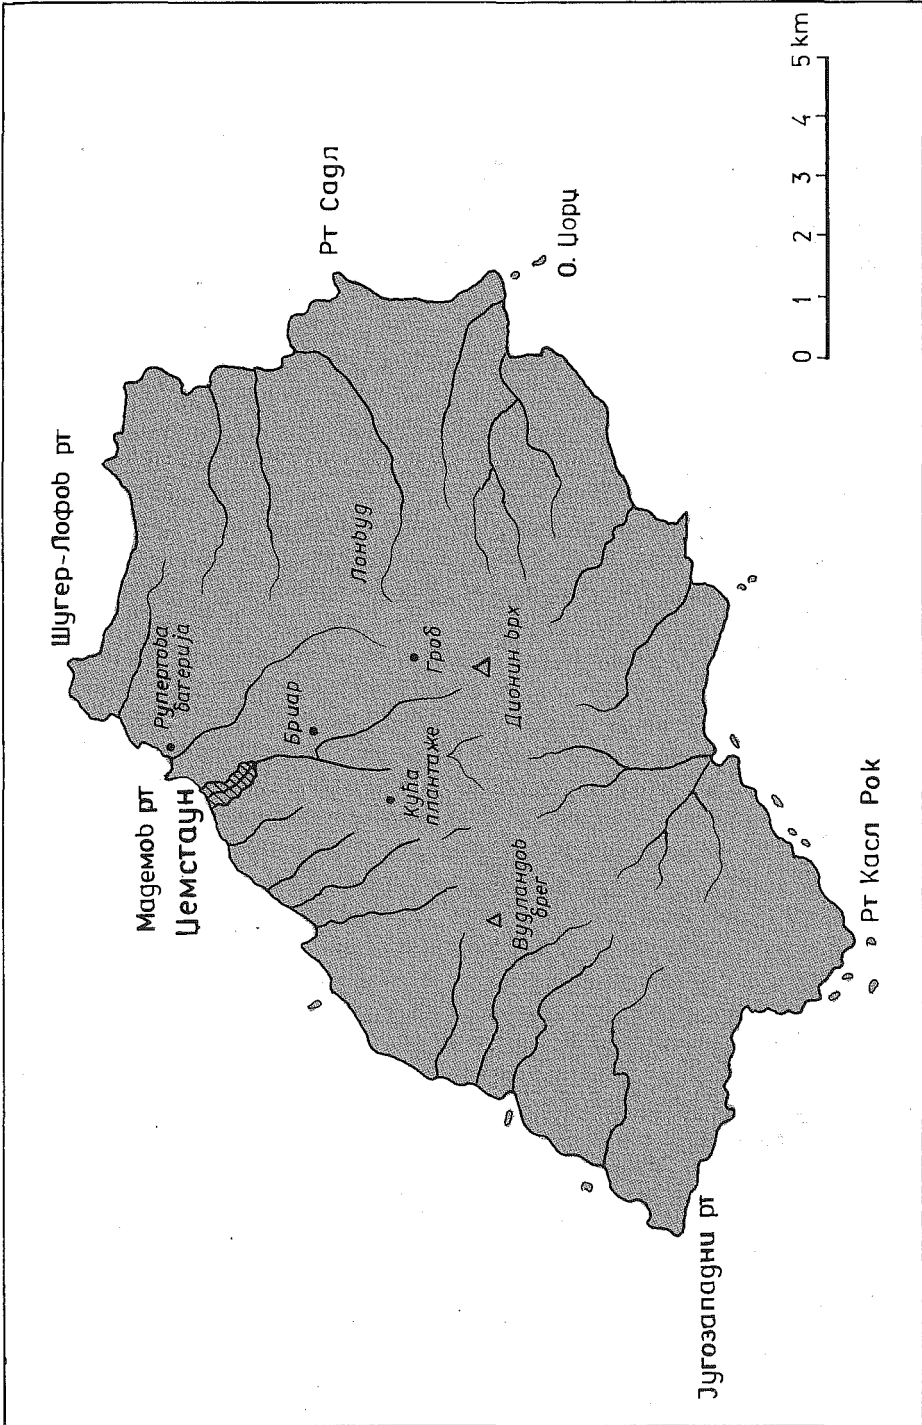 Шугер-Лофов рт
Рт Садл
Рупертова
батерија
Мадемов рт
Џемстаун
Бриар
Лонвуд
Гроб
Кућа
плантаже
Дионин врх
О. Џорџ
Вудландов
брег
Југозападни рт
Рт Касл Рок
0 1 2 3 4 5 km